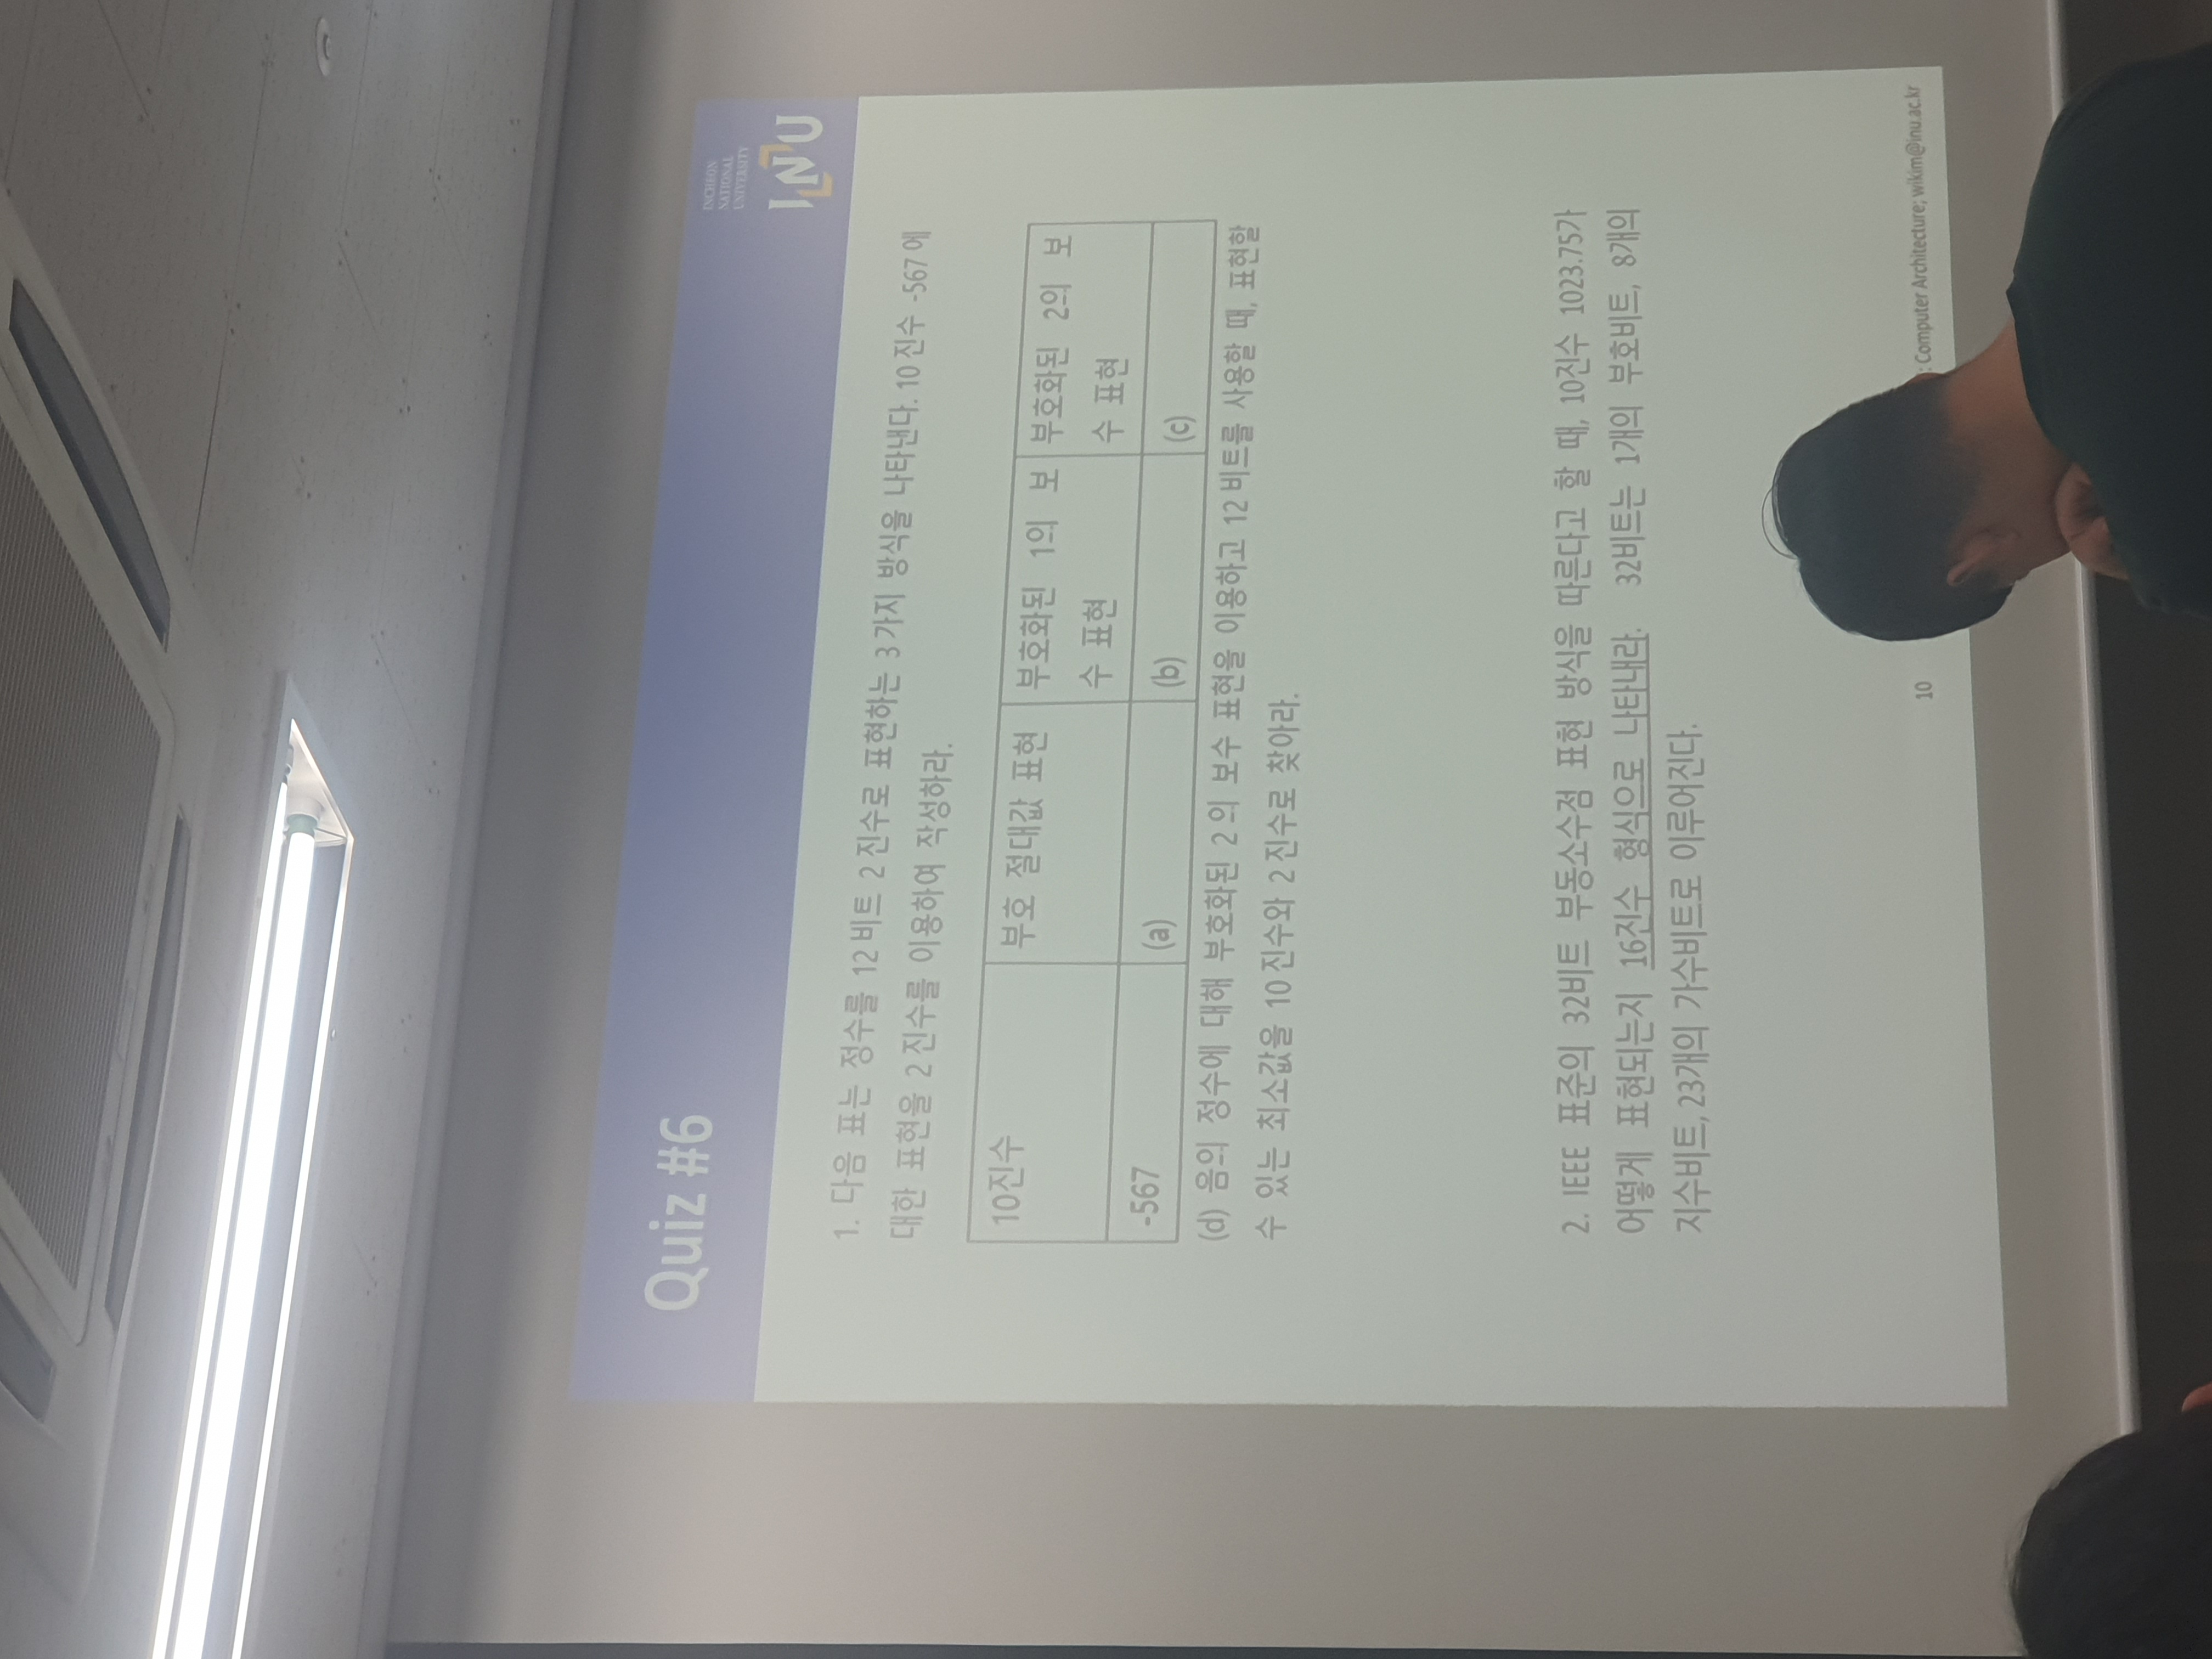 Quiz #6
INCHEON
NATIONAL
UNIVERSITY
INU
1. 다음 표는 정수를 12비트 2진수로 표현하는 3가지 방식을 나타낸다. 10진수 -567에
대한 표현을 2진수를 이용하여 작성하라.
10진수 부호 절대값 표현 부호화된 1의 보 부호화된 2의 보
수 표현 수 표현
-567 (a) (b) (c)
(d) 음의 정수에 대해 부호화된 2의 보수 표현을 이용하고 12비트를 사용할 때, 표현할
수 있는 최소값을 10진수와 2진수로 찾아라.
2. IEEE 표준의 32비트 부동소수점 표현 방식을 따른다고 할 때, 10진수 1023.75가
어떻게 표현되는지 16진수 형식으로 나타내라. 32비트는 1개의 부호비트, 8개의
지수비트, 23개의 가수비트로 이루어진다.
10
: Computer Architecture; wikim@inu.ac.kr